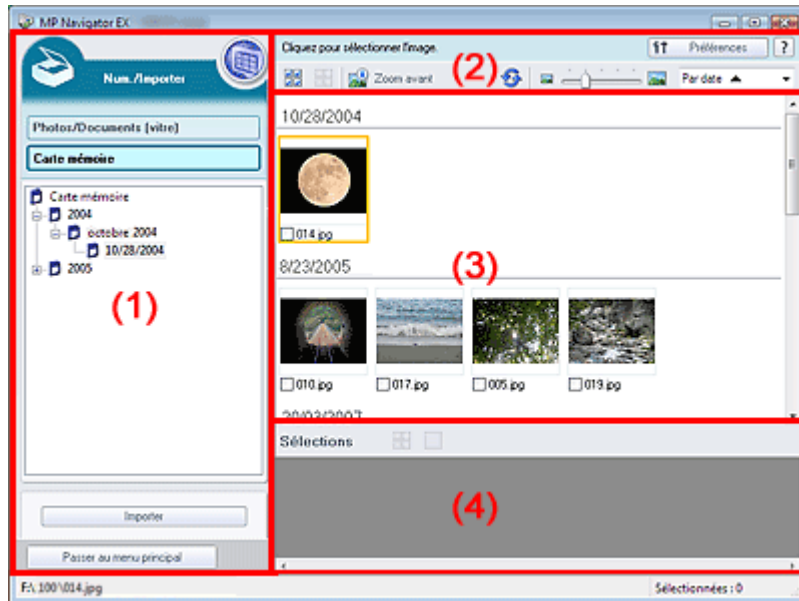 MP Navigator EX
Num./Importer
Photos/Documents (vitre)
Carte mémoire
Carte mémoire
2004
octobre 2004
10/28/2004
2005
(1)
Importer
Passer au menu principal
Cliquez pour sélectionner l'image.
Préférences
?
Zoom avant
(2)
Par date
10/28/2004
014.jpg
8/23/2005
(3)
010.jpg
017.jpg
005.jpg
019.jpg
20/03/2007
Sélections
(4)
F:\ 100 \014.jpg
Sélectionnées : 0